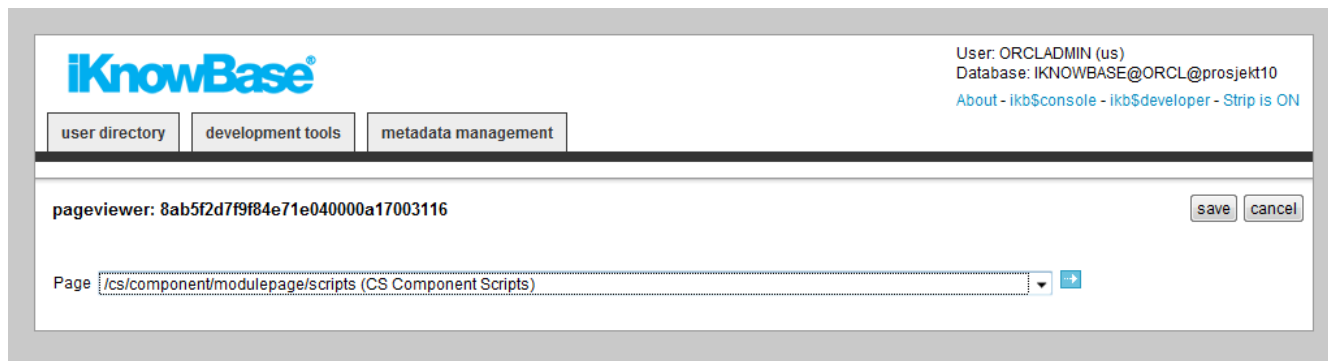 iKnowBase®
User: ORCLADMIN (us)
Database: IKNOWBASE@ORCL@prosjekt10
About - ikb$console - ikb$developer - Strip is ON
user directory development tools metadata management
pageviewer: 8ab5f2d7f9f84e71e040000a17003116 save cancel
Page /cs/component/modulepage/scripts (CS Component Scripts)